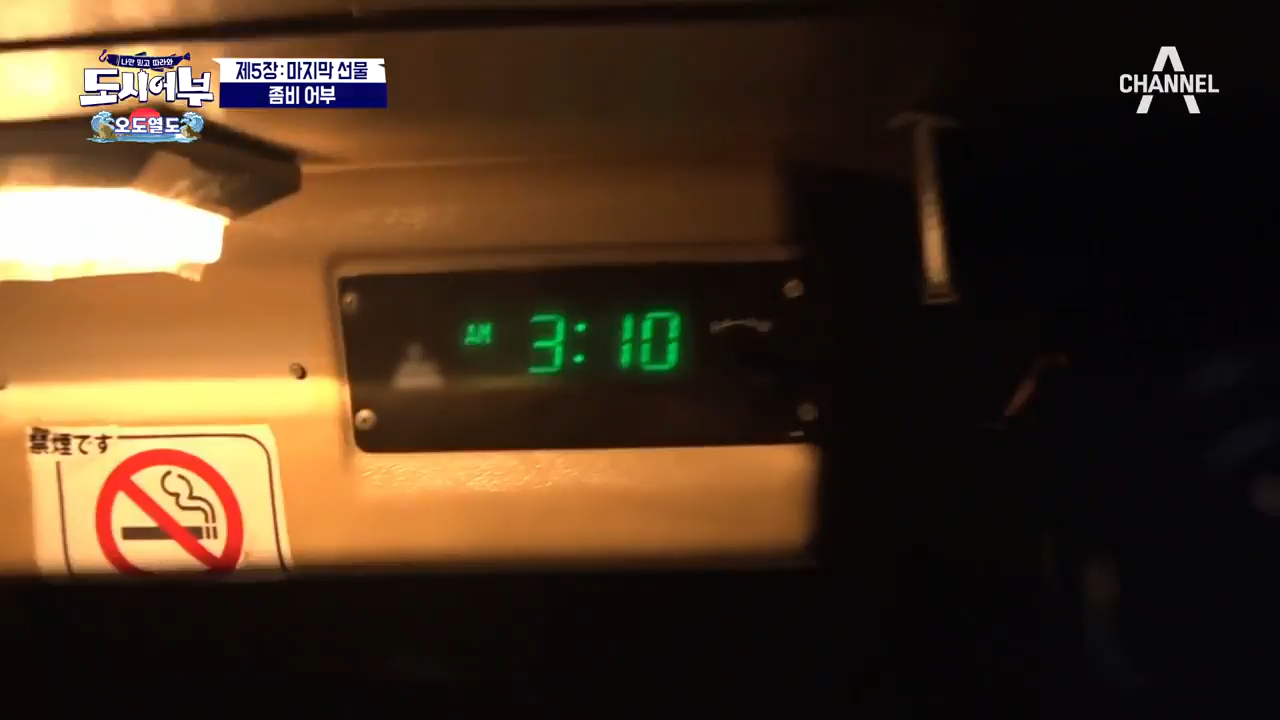 나만 믿고 따라와
도시어부
오도열도
제5장: 마지막 선물
좀비 어부
CHANNEL A
AM 3:10
禁煙です